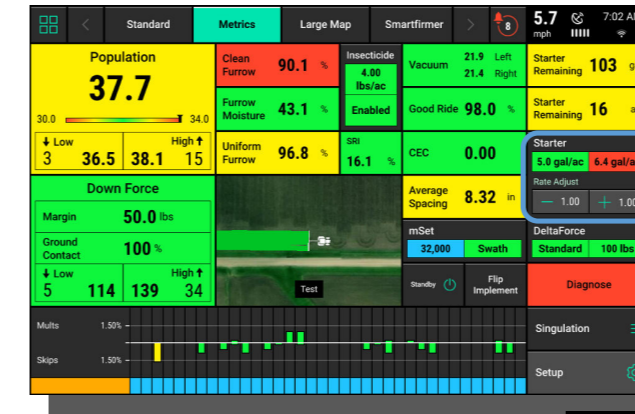 Standard Metrics Large Map Smartfirmer 8 5.7 mph 7:02 A
Population
37.7
30.0 34.0
Low High
3 36.5 38.1 15
Clean Furrow 90.1 %
Furrow Moisture 43.1 %
Uniform Furrow 96.8 %
Insecticide
4.00 lbs/ac
Enabled
SRI
16.1 %
Vacuum 21.9 Left
21.4 Right
Good Ride 98.0 %
CEC 0.00
Starter Remaining 103 g
Starter Remaining 16 a
Starter
5.0 gal/ac 6.4 gal/a
Rate Adjust
— 1.00 + 1.00
Down Force
Margin 50.0 lbs
Ground Contact 100 %
Low High
5 114 139 34
Test
Average Spacing 8.32 in
mSet
32,000 Swath
Standby Flip Implement
DeltaForce
Standard 100 lbs
Diagnose
Mults 1.50%
Skips 1.50%
Singulation
Setup